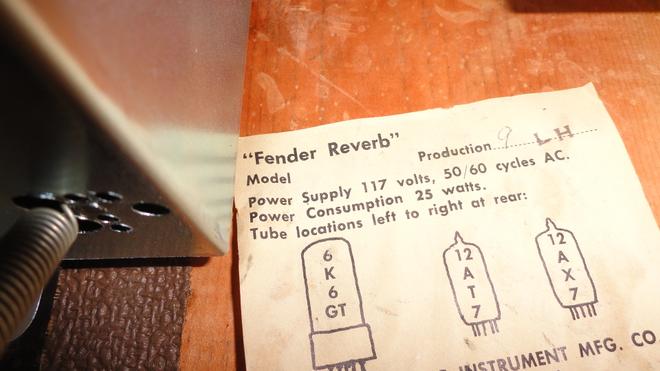 "Fender Reverb"
Model Production 9 LH
Power Supply 117 volts, 50/60 cycles AC.
Power Consumption 25 watts.
Tube locations left to right at rear:
6
K
6
GT
12
A
T
7
12
A
X
7
INSTRUMENT MFG. CO